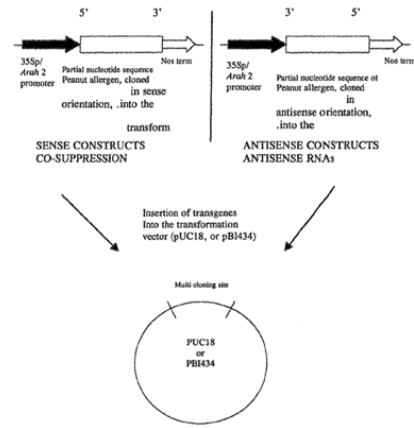 5' 3'
Nos term
35Sp/
Arah 2
promoter
Partial nucleotide sequence
Peanut allergen, cloned
in sense
orientation, .into the
transform
SENSE CONSTRUCTS
CO-SUPPRESSION
3' 5'
Nos term
35Sp/
Arah 2
promoter
Partial nucleotide sequence of
Peanut allergen, cloned
in
antisense orientation,
.into the
ANTISENSE CONSTRUCTS
ANTISENSE RNAs
Insertion of transgenes
Into the transformation
vector (pUC18, or pBI434)
Multi cloning site
PUC18
or
PBI434